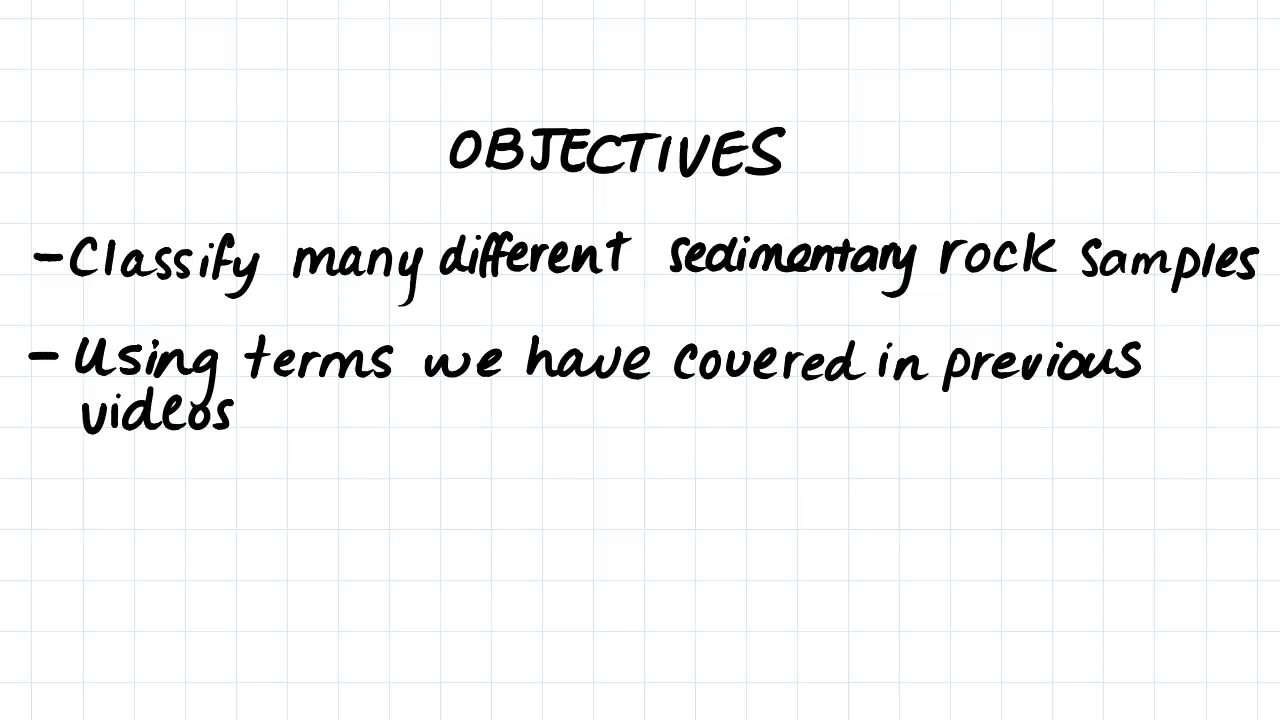 OBJECTIVES
-Classify many different sedimentary rock samples
- Using terms we have covered in previous
videos